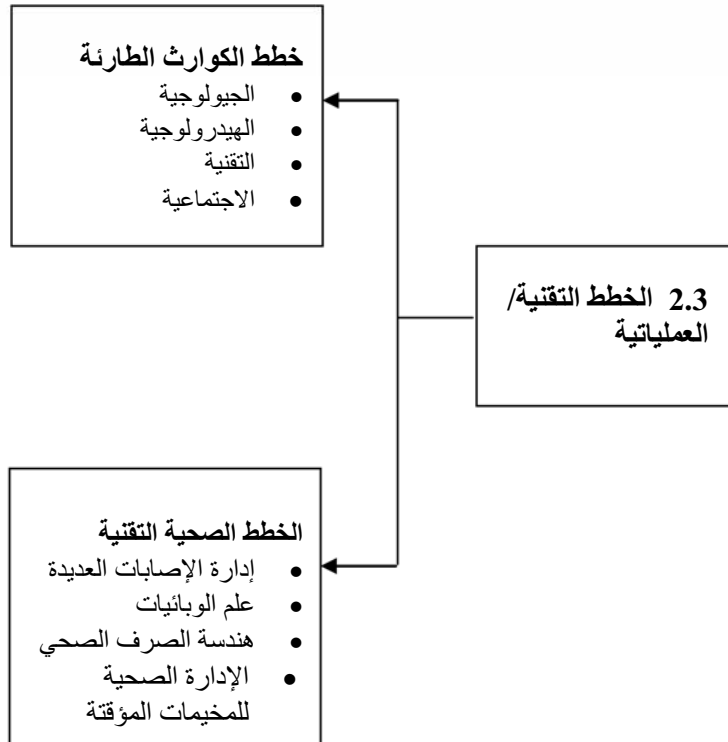 خطط الكوارث الطارئة
• الجيولوجية
• الهيدرولوجية
• التقنية
• الاجتماعية
2.3 الخطط التقنية/
العملياتية
الخطط الصحية التقنية
• إدارة الإصابات العديدة
• علم الوبائيات
• هندسة الصرف الصحي
• الإدارة الصحية
للمخيمات المؤقتة